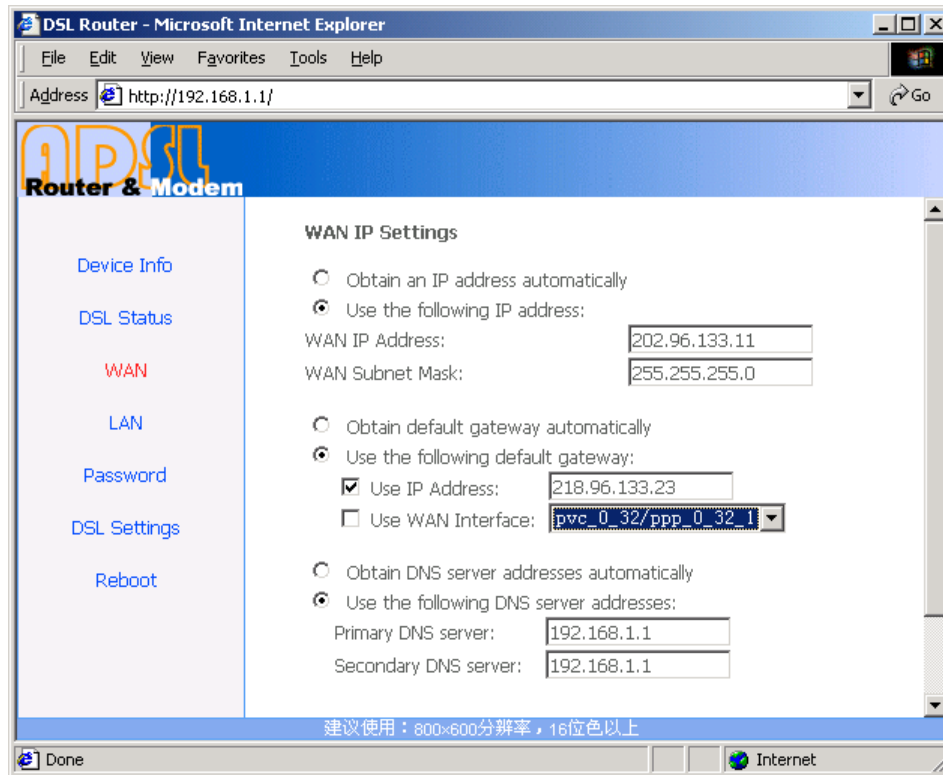 DSL Router - Microsoft Internet Explorer
File Edit View Favorites Tools Help
Address http://192.168.1.1/ Go
ADSL
Router & Modem
Device Info
DSL Status
WAN
LAN
Password
DSL Settings
Reboot
WAN IP Settings
Obtain an IP address automatically
Use the following IP address:
WAN IP Address: 202.96.133.11
WAN Subnet Mask: 255.255.255.0
Obtain default gateway automatically
Use the following default gateway:
Use IP Address: 218.96.133.23
Use WAN Interface: pvc_0_32/ppp_0_32_1
Obtain DNS server addresses automatically
Use the following DNS server addresses:
Primary DNS server: 192.168.1.1
Secondary DNS server: 192.168.1.1
建议使用：800×600分辨率，16位色以上
Done Internet